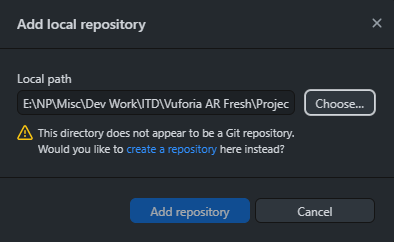 Add local repository
Local path
E:\NP\Misc\Dev Work\ITD\Vuforia AR Fresh\Projec
Choose...
This directory does not appear to be a Git repository.
Would you like to create a repository here instead?
Add repository
Cancel